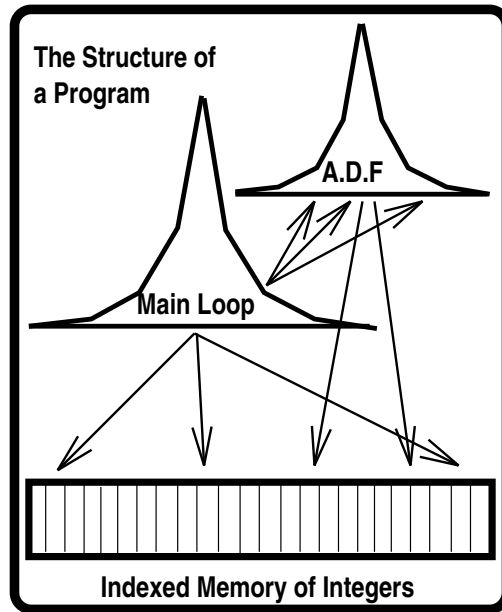 The Structure of
a Program
A.D.F
Main Loop
Indexed Memory of Integers